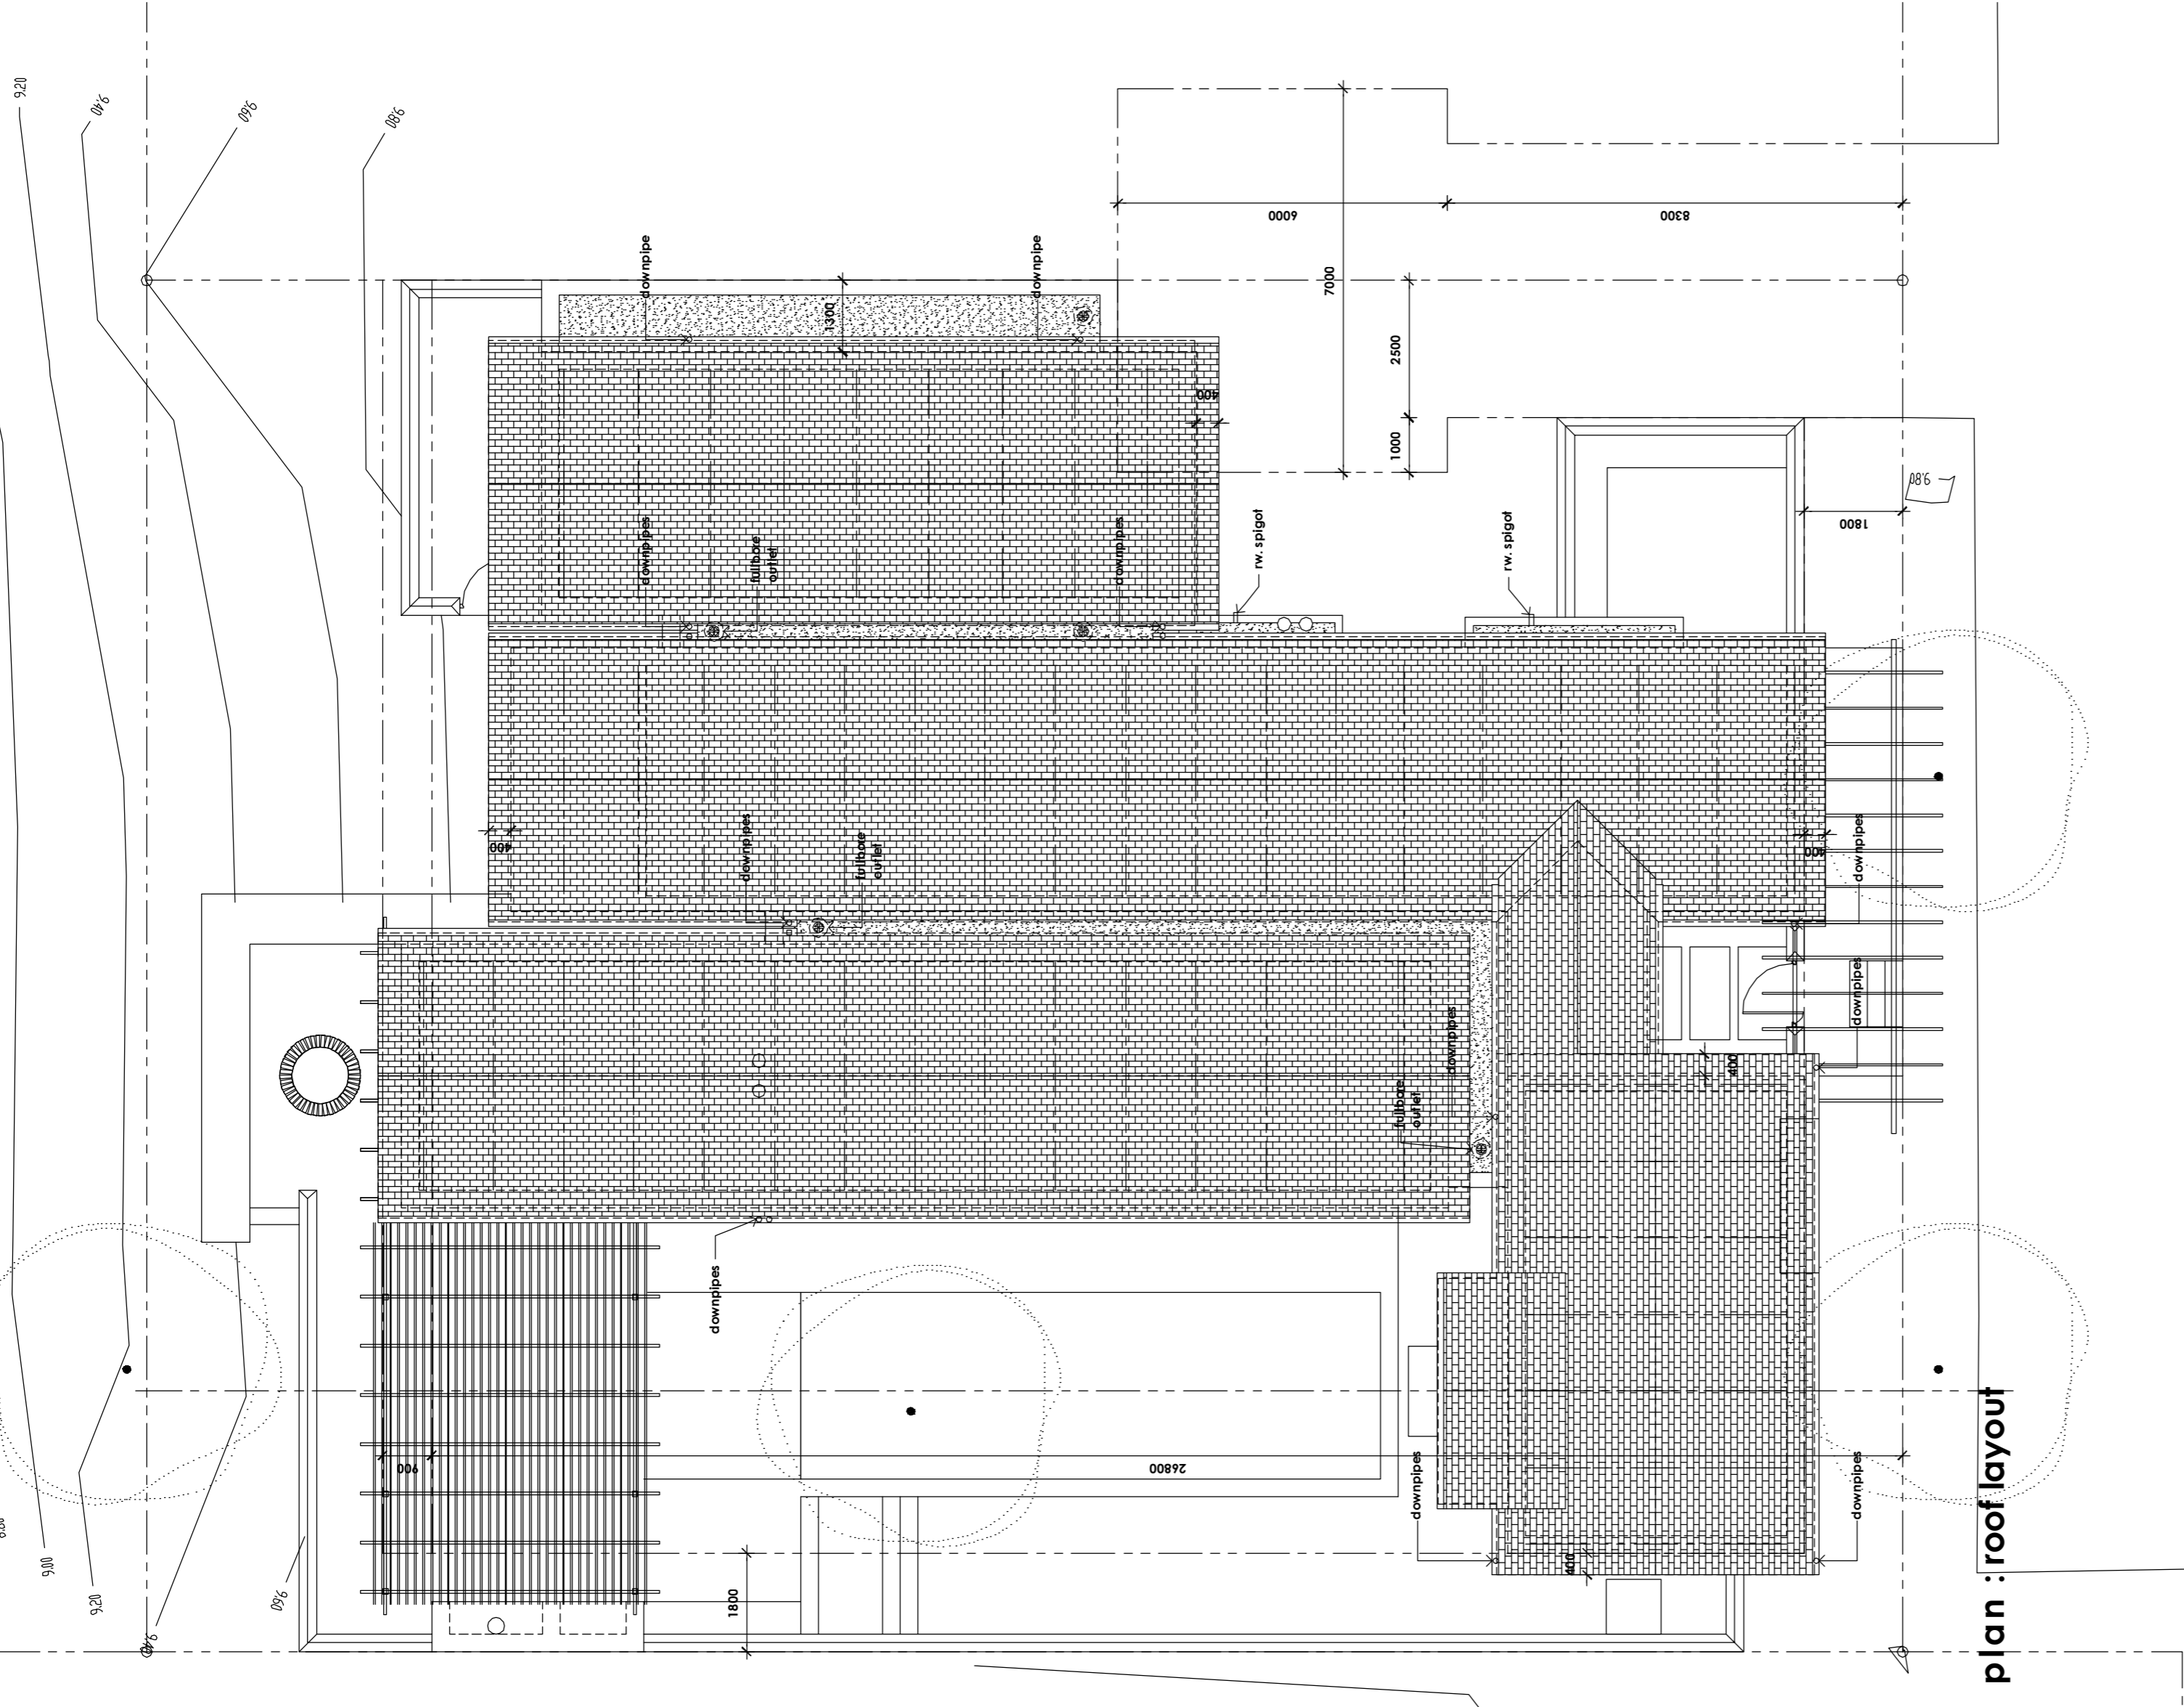 9.20
9.40
9.60
9.80
downpipe
downpipe
6000
8300
7000
1300
2500
400
1000
9.80
1800
downpipes
fullbore
outlet
downpipes
rw. spigot
rw. spigot
400
downpipes
fullbore
outlet
400
downpipes
downpipes
downpipes
400
fullbore
outlet
downpipes
900
26800
downpipes
downpipes
400
1800
9.00
9.20
9.60
9.40
plan : roof layout